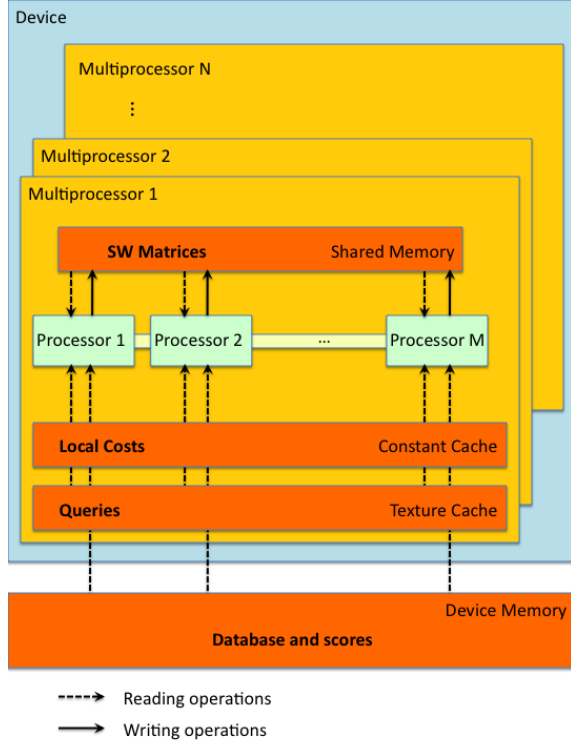 Device
Multiprocessor N
⋮
Multiprocessor 2
Multiprocessor 1
SW Matrices Shared Memory
Processor 1 Processor 2 ... Processor M
Local Costs Constant Cache
Queries Texture Cache
Device Memory
Database and scores
Reading operations
Writing operations